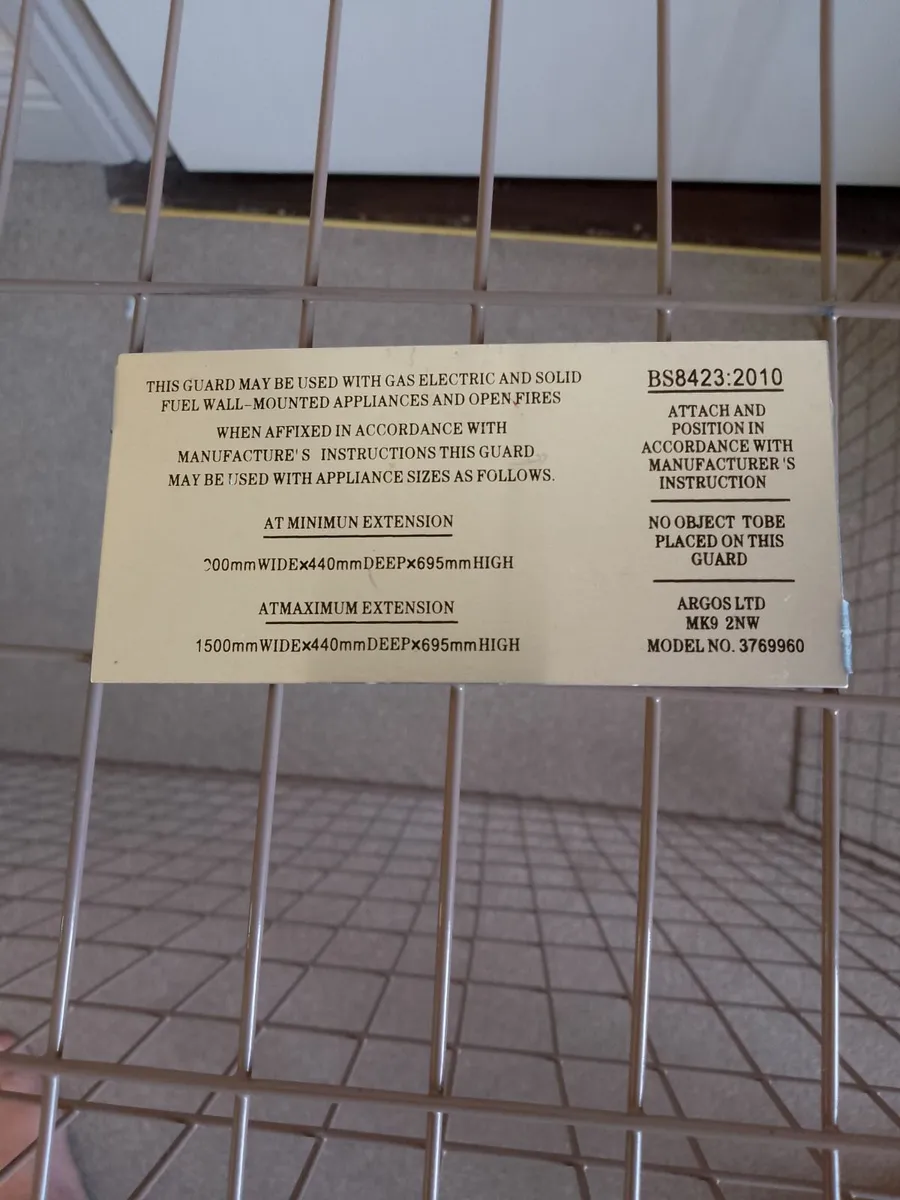 THIS GUARD MAY BE USED WITH GAS ELECTRIC AND SOLID
FUEL WALL-MOUNTED APPLIANCES AND OPEN FIRES
WHEN AFFIXED IN ACCORDANCE WITH
MANUFACTURE'S INSTRUCTIONS THIS GUARD
MAY BE USED WITH APPLIANCE SIZES AS FOLLOWS.
AT MINIMUN EXTENSION
WIDE×440mmDEEP×695mmHIGH
ATMAXIMUM EXTENSION
1500mmWIDE×440mmDEEP×695mmHIGH
BS8423:2010
ATTACH AND
POSITION IN
ACCORDANCE WITH
MANUFACTURER'S
INSTRUCTION
NO OBJECT TOBE
PLACED ON THIS
GUARD
ARGOS LTD
MK9 2NW
MODEL NO. 3769960